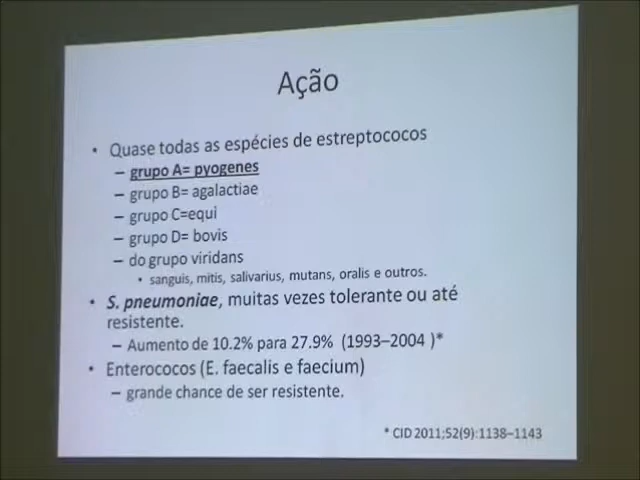 Ação
• Quase todas as espécies de estreptococos
– grupo A= pyogenes
– grupo B= agalactiae
– grupo C=equi
– grupo D= bovis
– do grupo viridans
• sanguis, mitis, salivarius, mutans, oralis e outros.
• S. pneumoniae, muitas vezes tolerante ou até
resistente.
– Aumento de 10.2% para 27.9% (1993–2004 )*
• Enterococos (E. faecalis e faecium)
– grande chance de ser resistente.
* CID 2011;52(9):1138–1143